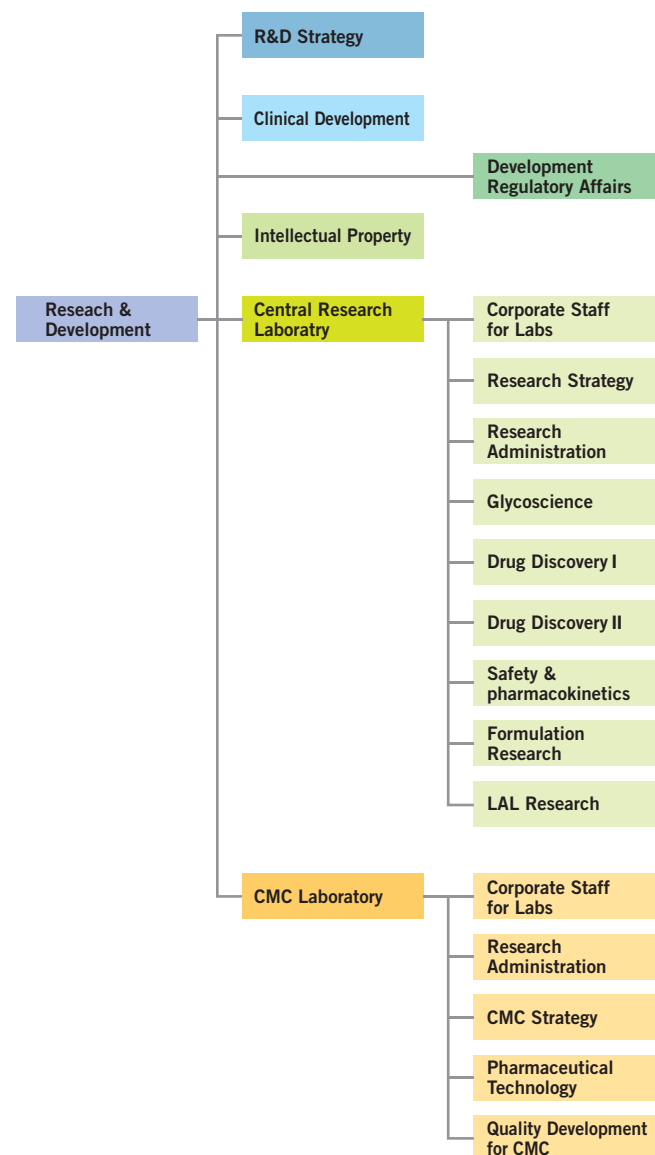 R&D Strategy
Clinical Development
Development
Regulatory Affairs
Intellectual Property
Reseach &
Development
Central Research
Laboratry
Corporate Staff
for Labs
Research Strategy
Research
Administration
Glycoscience
Drug Discovery I
Drug Discovery II
Safety &
pharmacokinetics
Formulation
Research
LAL Research
CMC Laboratory
Corporate Staff
for Labs
Research
Administration
CMC Strategy
Pharmaceutical
Technology
Quality Development
for CMC